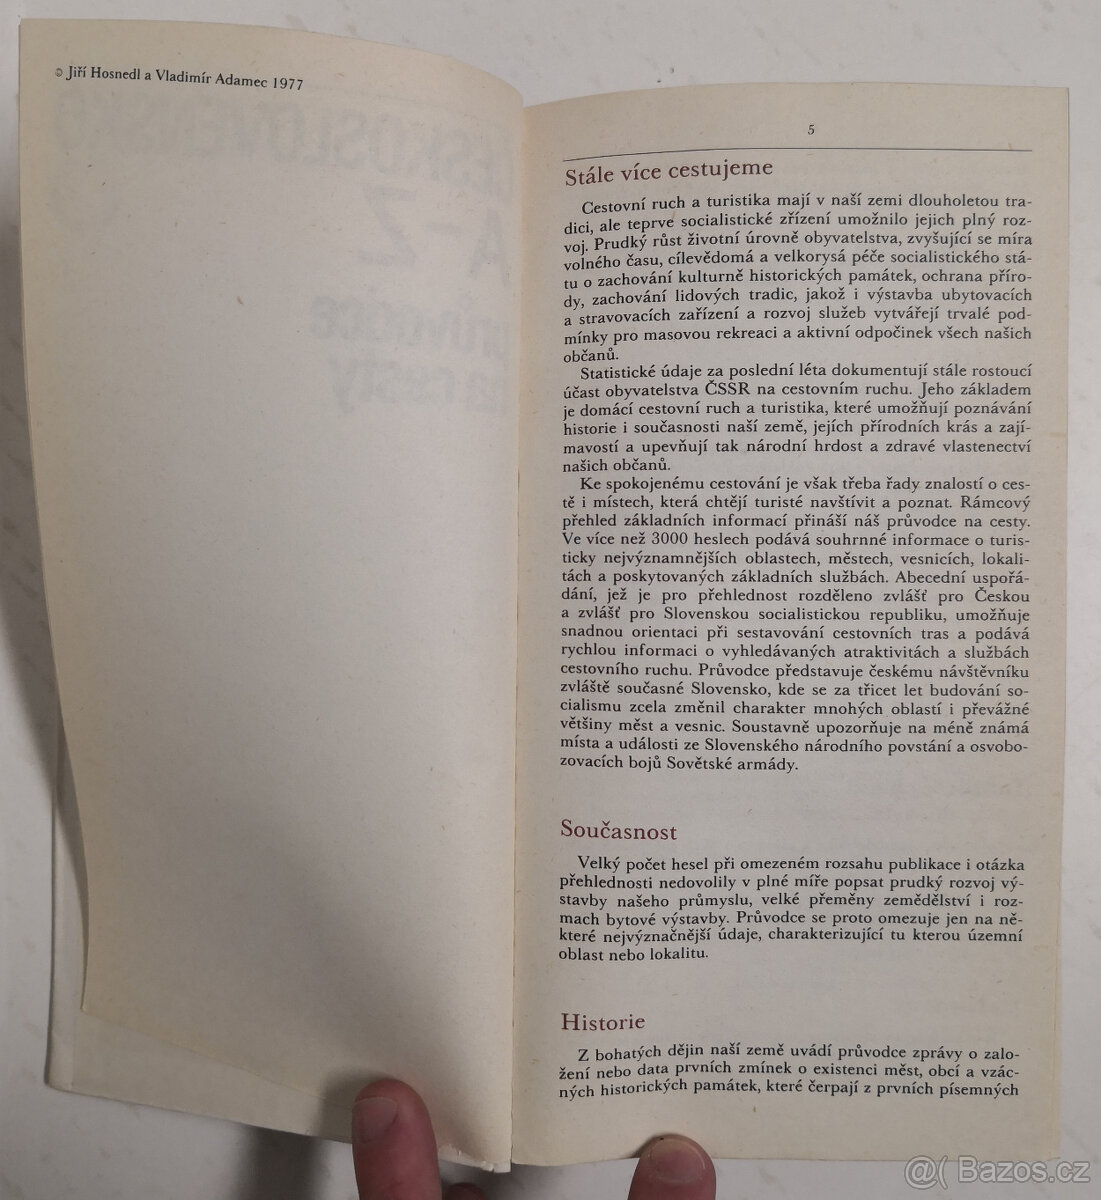 © Jiří Hosnedl a Vladimír Adamec 1977
5
Stále více cestujeme
Cestovní ruch a turistika mají v naší zemi dlouholetou tra-
dici, ale teprve socialistické zřízení umožnilo jejich plný roz-
voj. Prudký růst životní úrovně obyvatelstva, zvyšující se míra
volného času, cílevědomá a velkorysá péče socialistického stá-
tu o zachování kulturně historických památek, ochrana příro-
dy, zachování lidových tradic, jakož i výstavba ubytovacích
a stravovacích zařízení a rozvoj služeb vytvářejí trvalé pod-
mínky pro masovou rekreaci a aktivní odpočinek všech našich
občanů.
Statistické údaje za poslední léta dokumentují stále rostoucí
účast obyvatelstva ČSSR na cestovním ruchu. Jeho základem
je domácí cestovní ruch a turistika, které umožňují poznávání
historie i současnosti naší země, jejích přírodních krás a zají-
mavostí a upevňují tak národní hrdost a zdravé vlastenectví
našich občanů.
Ke spokojenému cestování je však třeba řady znalostí o ces-
tě i místech, která chtějí turisté navštívit a poznat. Rámcový
přehled základních informací přináší náš průvodce na cesty.
Ve více než 3000 heslech podává souhrnné informace o turis-
ticky nejvýznamnějších oblastech, městech, vesnicích, lokali-
tách a poskytovaných základních službách. Abecední uspořá-
dání, jež je pro přehlednost rozděleno zvlášť pro Českou
a zvlášť pro Slovenskou socialistickou republiku, umožňuje
snadnou orientaci při sestavování cestovních tras a podává
rychlou informaci o vyhledávaných atraktivitách a službách
cestovního ruchu. Průvodce představuje českému návštěvníku
zvláště současné Slovensko, kde se za třicet let budování so-
cialismu zcela změnil charakter mnohých oblastí i převážné
většiny měst a vesnic. Soustavně upozorňuje na méně známá
místa a události ze Slovenského národního povstání a osvobo-
zovacích bojů Sovětské armády.
Současnost
Velký počet hesel při omezeném rozsahu publikace i otázka
přehlednosti nedovolily v plné míře popsat prudký rozvoj vý-
stavby našeho průmyslu, velké přeměny zemědělství i roz-
mach bytové výstavby. Průvodce se proto omezuje jen na ně-
které nejvýznačnější údaje, charakterizující tu kterou územní
oblast nebo lokalitu.
Historie
Z bohatých dějin naší země uvádí průvodce zprávy o zalo-
žení nebo data prvních zmínek o existenci měst, obcí a vzác-
ných historických památek, které čerpají z prvních písemných
@( Bazos.cz